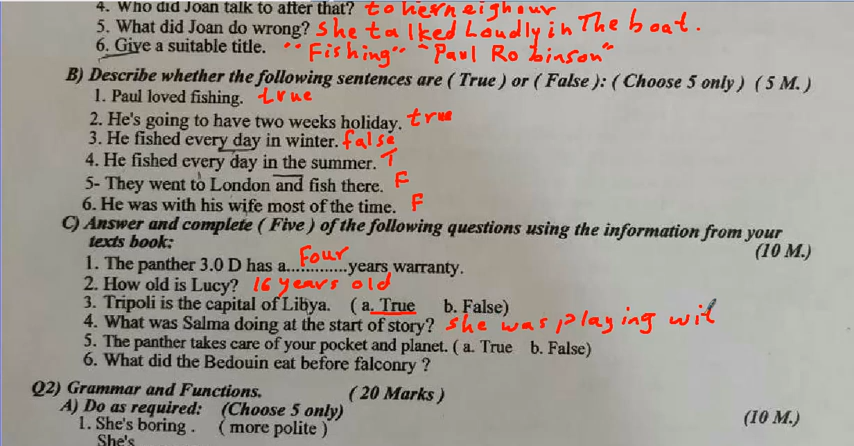 4. Who did Joan talk to after that? to her neighour
5. What did Joan do wrong? She talked Loudly in The boat.
6. Give a suitable title. "Fishing" "Paul Robinson"
B) Describe whether the following sentences are ( True ) or ( False ): ( Choose 5 only ) ( 5 M. )
1. Paul loved fishing. true
2. He's going to have two weeks holiday. true
3. He fished every day in winter. false
4. He fished every day in the summer. T
5- They went to London and fish there. F
6. He was with his wife most of the time. F
C) Answer and complete ( Five ) of the following questions using the information from your
texts book: (10 M.)
1. The panther 3.0 D has a....Four....years warranty.
2. How old is Lucy? 16 years old
3. Tripoli is the capital of Libya. ( a. True b. False)
4. What was Salma doing at the start of story? she was playing wit
5. The panther takes care of your pocket and planet. ( a. True b. False)
6. What did the Bedouin eat before falconry ?
Q2) Grammar and Functions. ( 20 Marks )
A) Do as required: (Choose 5 only) (10 M.)
1. She's boring . ( more polite )
She's